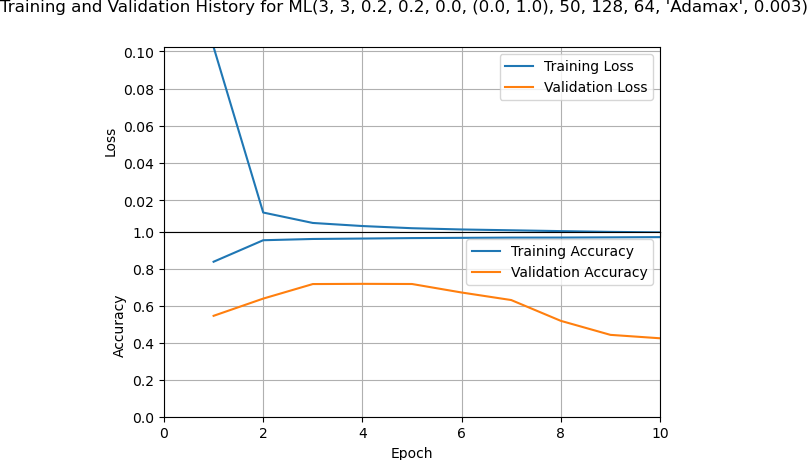 Training and Validation History for ML(3, 3, 0.2, 0.2, 0.0, (0.0, 1.0), 50, 128, 64, 'Adamax', 0.003)
0.10
0.08
0.06
0.04
0.02
Loss
Training Loss
Validation Loss
1.0
0.8
0.6
0.4
0.2
0.0
Accuracy
Training Accuracy
Validation Accuracy
0 2 4 6 8 10
Epoch